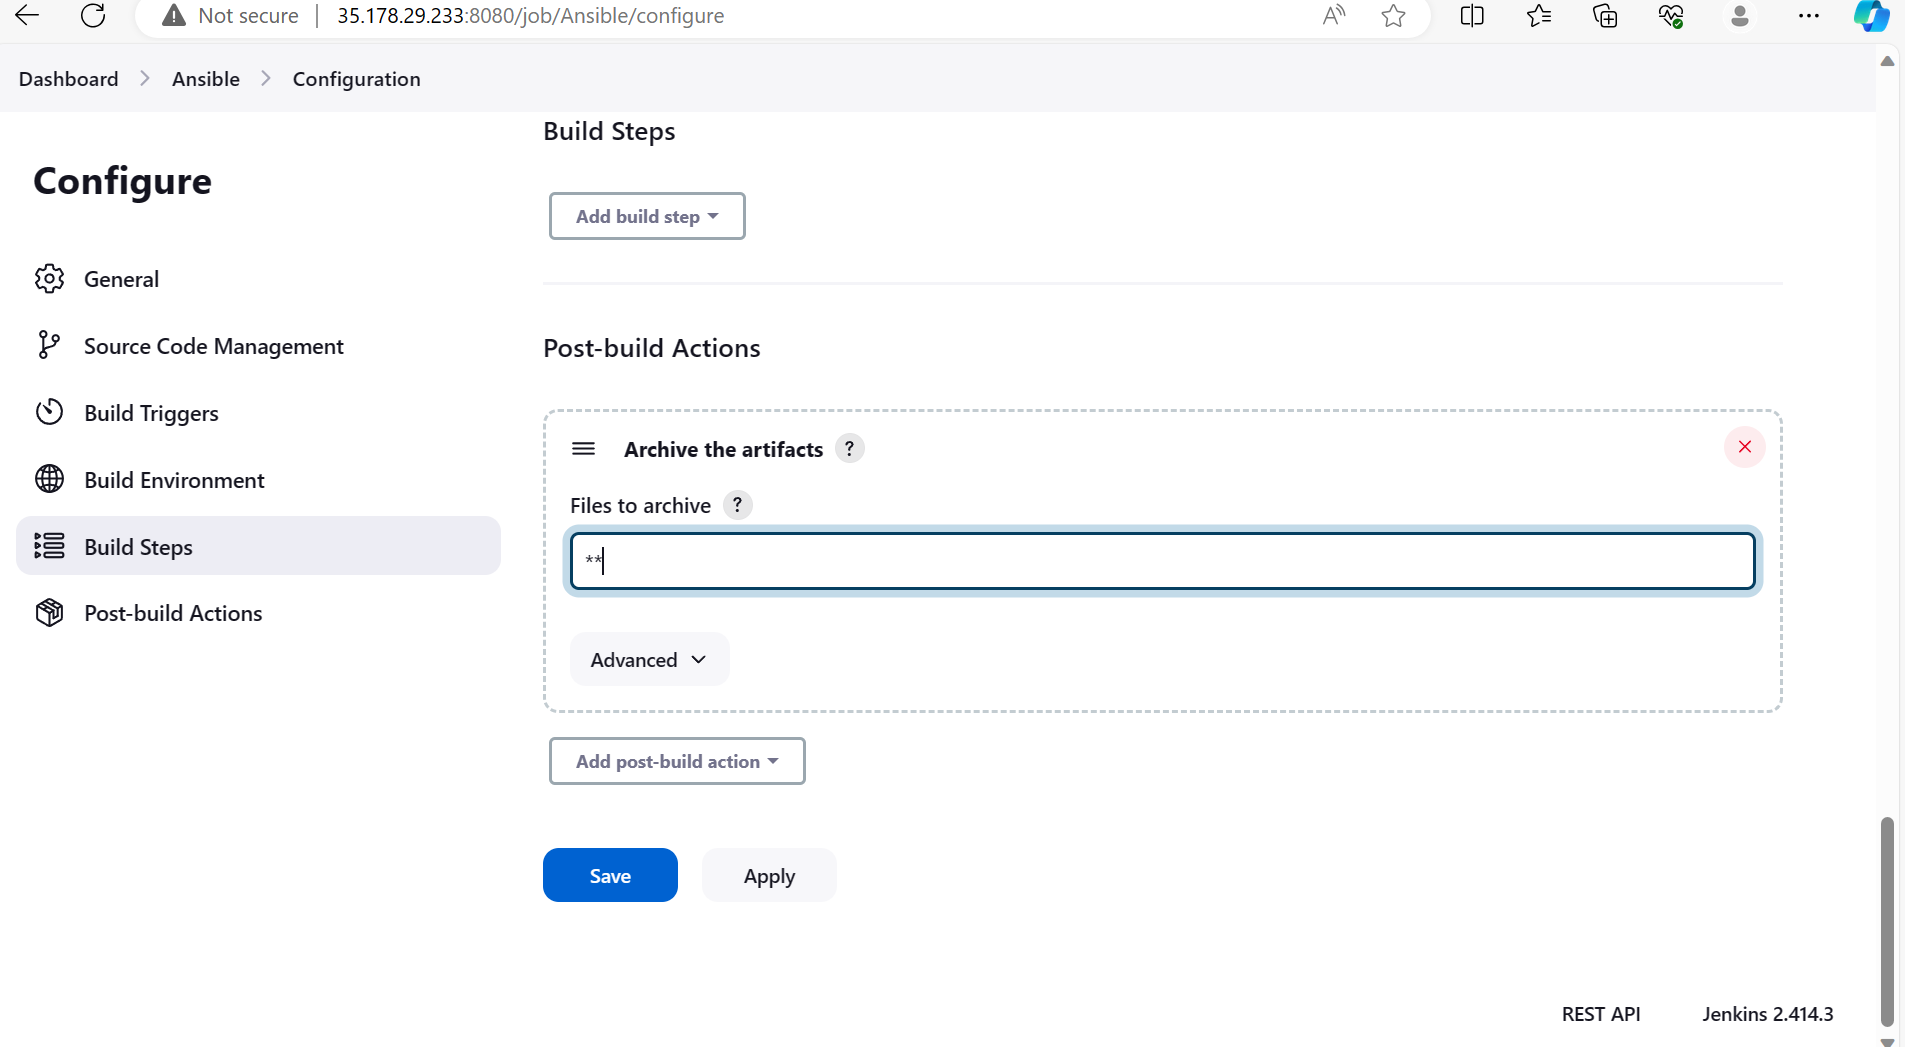 Not secure | 35.178.29.233:8080/job/Ansible/configure
Dashboard > Ansible > Configuration
Configure
General
Source Code Management
Build Triggers
Build Environment
Build Steps
Post-build Actions
Build Steps
Add build step
Post-build Actions
Archive the artifacts ?
Files to archive ?
**
Advanced
Add post-build action
Save Apply
REST API Jenkins 2.414.3